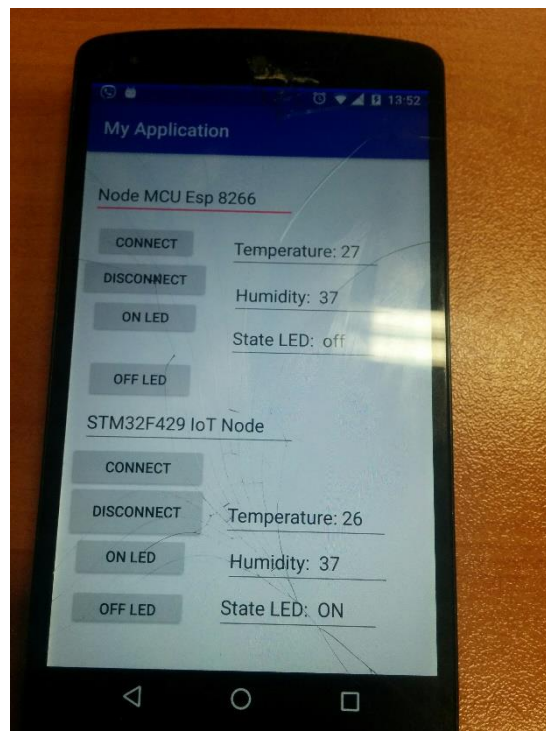 13:52
My Application
Node MCU Esp 8266
CONNECT
Temperature: 27
DISCONNECT
Humidity: 37
ON LED
State LED: off
OFF LED
STM32F429 IoT Node
CONNECT
DISCONNECT
Temperature: 26
ON LED
Humidity: 37
OFF LED
State LED: ON